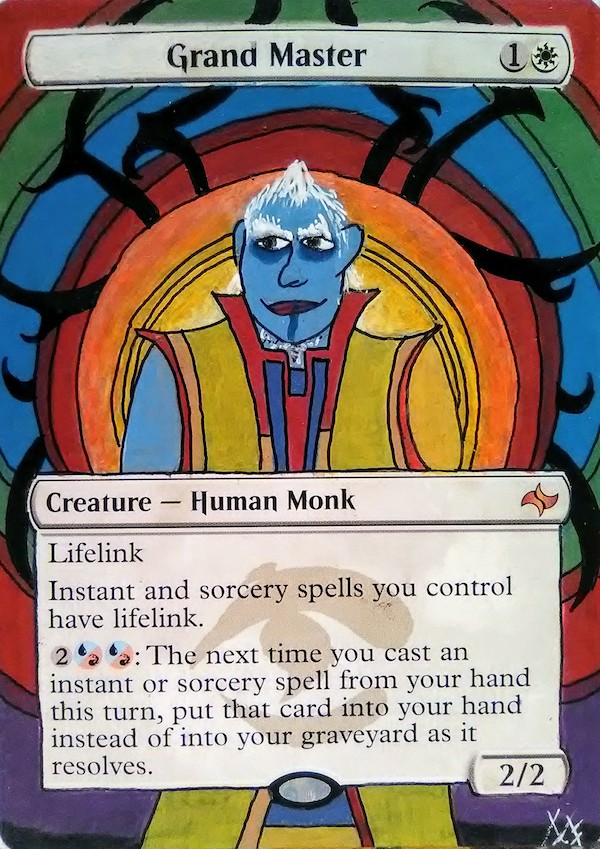 Grand Master 1
Creature — Human Monk
Lifelink
Instant and sorcery spells you control
have lifelink.
2 : The next time you cast an
instant or sorcery spell from your hand
this turn, put that card into your hand
instead of into your graveyard as it
resolves.
2/2